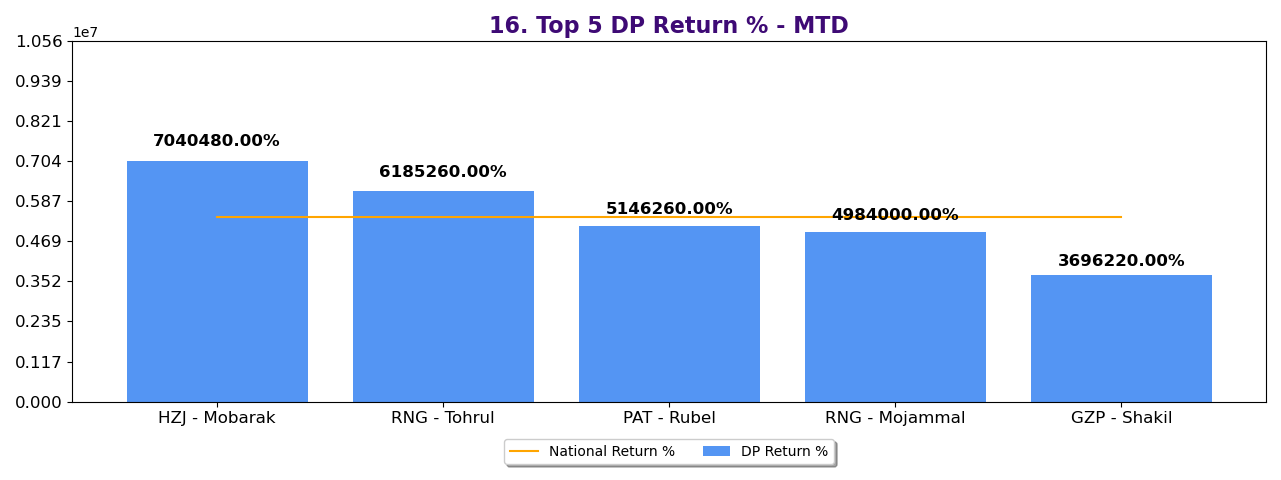 16. Top 5 DP Return % - MTD
1e7
1.056
0.939
0.821
0.704
0.587
0.469
0.352
0.235
0.117
0.000
7040480.00%
6185260.00%
5146260.00%
4984000.00%
3696220.00%
HZJ - Mobarak
RNG - Tohrul
PAT - Rubel
RNG - Mojammal
GZP - Shakil
National Return %
DP Return %